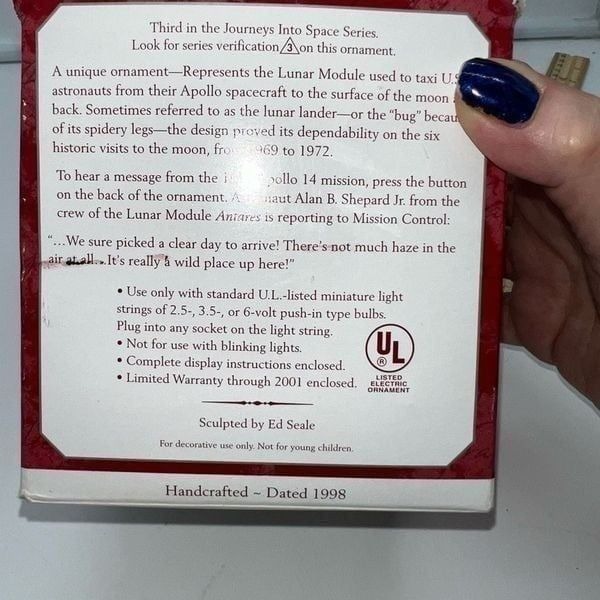 Third in the Journeys Into Space Series.
Look for series verification 3 on this ornament.
A unique ornament—Represents the Lunar Module used to taxi
astronauts from their Apollo spacecraft to the surface of the moon
back. Sometimes referred to as the lunar lander—or the "bug"
of its spidery legs—the design proved its dependability on the six
historic visits to the moon, to 1972.
To hear a message from the 14 mission, press the button
on the back of the ornament. Alan B. Shepard Jr. from the
crew of the Lunar Module Antares is reporting to Mission Control:
"...We sure picked a clear day to arrive! There's not much haze in the
air at all...It's really a wild place up here!"
• Use only with standard U.L.-listed miniature light
strings of 2.5-, 3.5-, or 6-volt push-in type bulbs.
Plug into any socket on the light string.
• Not for use with blinking lights.
• Complete display instructions enclosed.
• Limited Warranty through 2001 enclosed.
UL
®
LISTED
ELECTRIC
ORNAMENT
Sculpted by Ed Seale
For decorative use only. Not for young children.
Handcrafted ~ Dated 1998